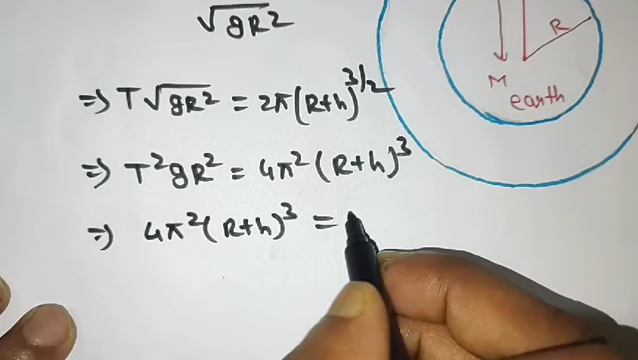 √gR²
=> T√gR² = 2π(R+h)^3/2
=> T²gR² = 4π²(R+h)³
=> 4π²(R+h)³ =
R
M
earth